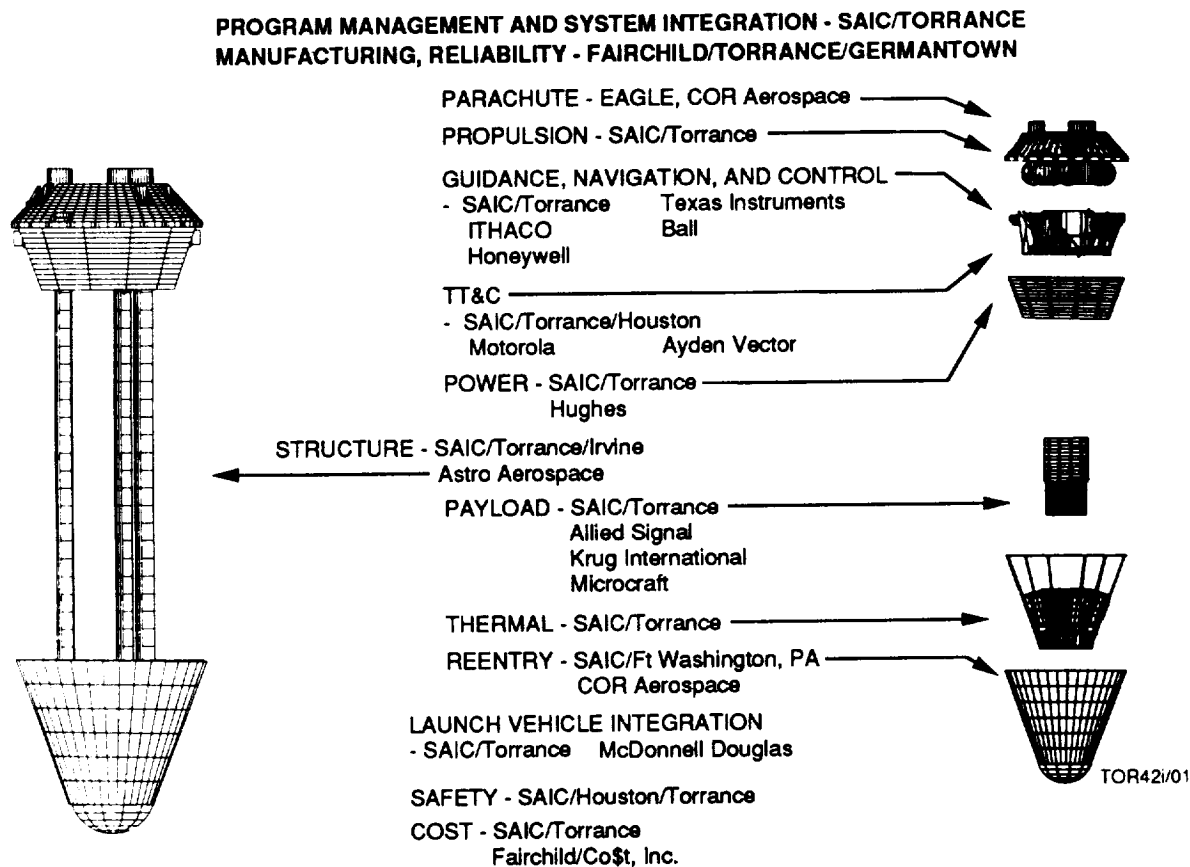 PROGRAM MANAGEMENT AND SYSTEM INTEGRATION - SAIC/TORRANCE
MANUFACTURING, RELIABILITY - FAIRCHILD/TORRANCE/GERMANTOWN
PARACHUTE - EAGLE, COR Aerospace
PROPULSION - SAIC/Torrance
GUIDANCE, NAVIGATION, AND CONTROL
- SAIC/Torrance Texas Instruments
ITHACO Ball
Honeywell
TT&C
- SAIC/Torrance/Houston
Motorola Ayden Vector
POWER - SAIC/Torrance
Hughes
STRUCTURE - SAIC/Torrance/Irvine
Astro Aerospace
PAYLOAD - SAIC/Torrance
Allied Signal
Krug International
Microcraft
THERMAL - SAIC/Torrance
REENTRY - SAIC/Ft Washington, PA
COR Aerospace
LAUNCH VEHICLE INTEGRATION
- SAIC/Torrance McDonnell Douglas
TOR42i/01
SAFETY - SAIC/Houston/Torrance
COST - SAIC/Torrance
Fairchild/Co$t, Inc.